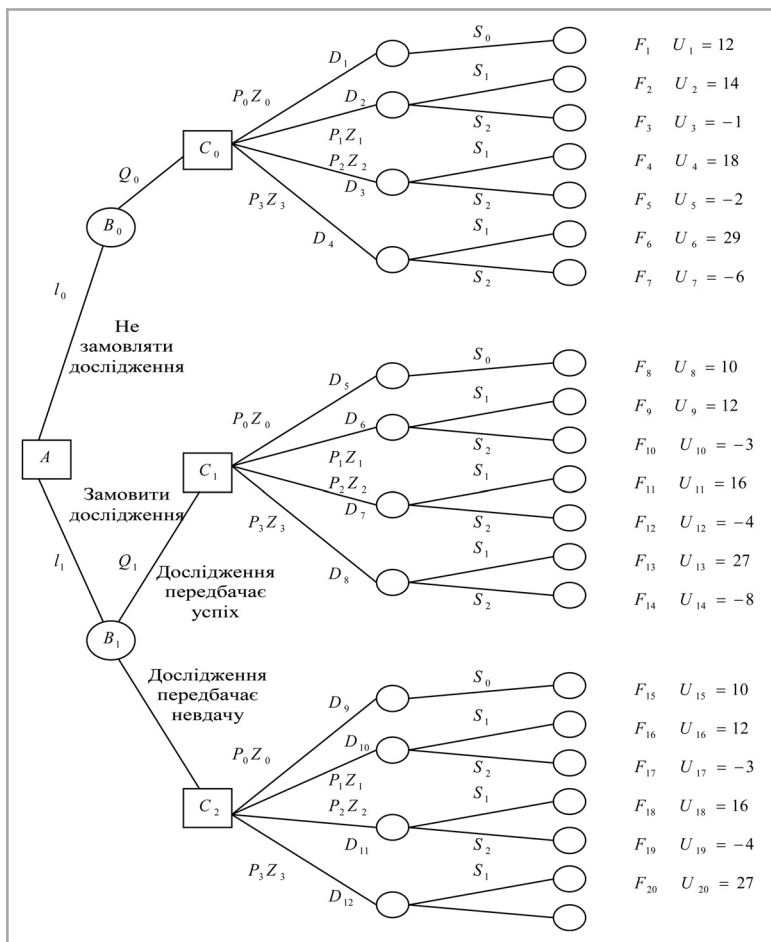 S₀
F₁ U₁ = 12
D₁
S₁
F₂ U₂ = 14
P₀Z₀
D₂
S₂
F₃ U₃ = −1
C₀
P₁Z₁
S₁
F₄ U₄ = 18
Q₀
P₂Z₂
D₃
S₂
F₅ U₅ = −2
P₃Z₃
B₀
D₄
S₁
F₆ U₆ = 29
S₂
F₇ U₇ = −6
l₀
Не
замовляти
дослідження
S₀
F₈ U₈ = 10
D₅
S₁
F₉ U₉ = 12
P₀Z₀
D₆
S₂
F₁₀ U₁₀ = −3
A
C₁
P₁Z₁
S₁
F₁₁ U₁₁ = 16
P₂Z₂
Замовити
дослідження
D₇
S₂
F₁₂ U₁₂ = −4
P₃Z₃
l₁
Q₁
S₁
F₁₃ U₁₃ = 27
Дослідження
передбачає
успіх
D₈
S₂
F₁₄ U₁₄ = −8
B₁
Дослідження
передбачає
невдачу
S₀
F₁₅ U₁₅ = 10
D₉
S₁
F₁₆ U₁₆ = 12
P₀Z₀
D₁₀
S₂
F₁₇ U₁₇ = −3
P₁Z₁
C₂
P₂Z₂
S₁
F₁₈ U₁₈ = 16
D₁₁
S₂
F₁₉ U₁₉ = −4
P₃Z₃
S₁
F₂₀ U₂₀ = 27
D₁₂